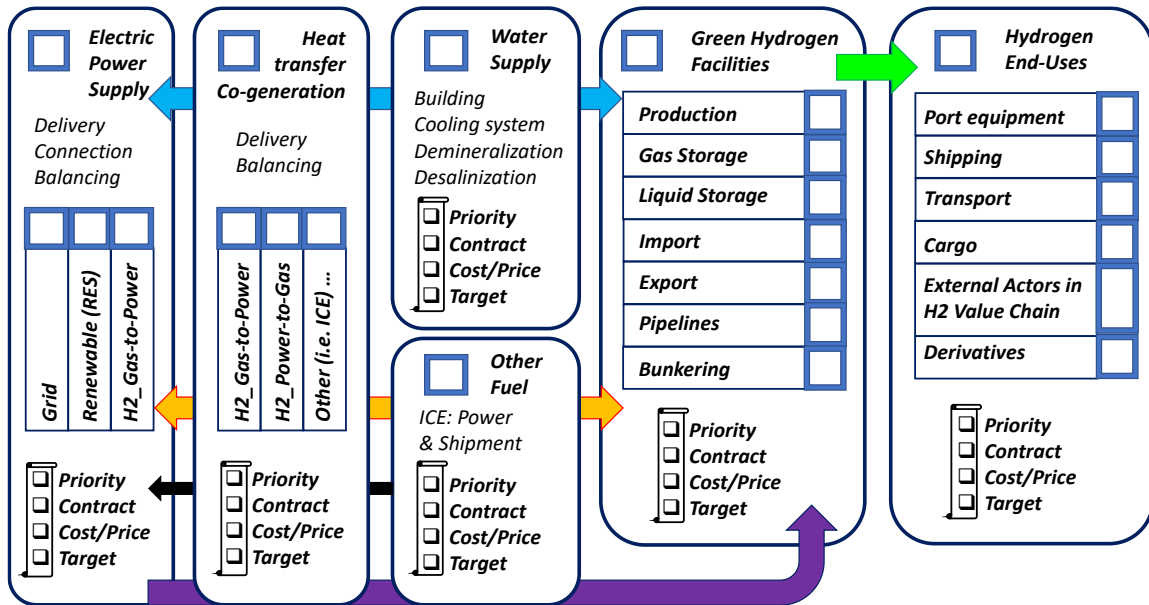 Electric
Power
Supply
Delivery
Connection
Balancing
Grid
Renewable (RES)
H2_Gas-to-Power
Priority
Contract
Cost/Price
Target
Heat
transfer
Co-generation
Delivery
Balancing
H2_Gas-to-Power
H2_Power-to-Gas
Other (i.e. ICE) ...
Priority
Contract
Cost/Price
Target
Water
Supply
Building
Cooling system
Demineralization
Desalinization
Priority
Contract
Cost/Price
Target
Other
Fuel
ICE: Power
& Shipment
Priority
Contract
Cost/Price
Target
Green Hydrogen
Facilities
Production
Gas Storage
Liquid Storage
Import
Export
Pipelines
Bunkering
Priority
Contract
Cost/Price
Target
Hydrogen
End-Uses
Port equipment
Shipping
Transport
Cargo
External Actors in
H2 Value Chain
Derivatives
Priority
Contract
Cost/Price
Target